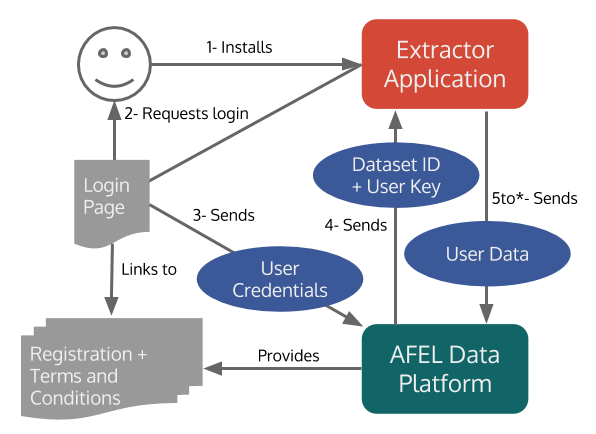 1- Installs
Extractor
Application
2- Requests login
Login
Page
Dataset ID
+ User Key
5to*- Sends
3- Sends
4- Sends
User Data
Links to
User
Credentials
Registration +
Terms and
Conditions
Provides
AFEL Data
Platform